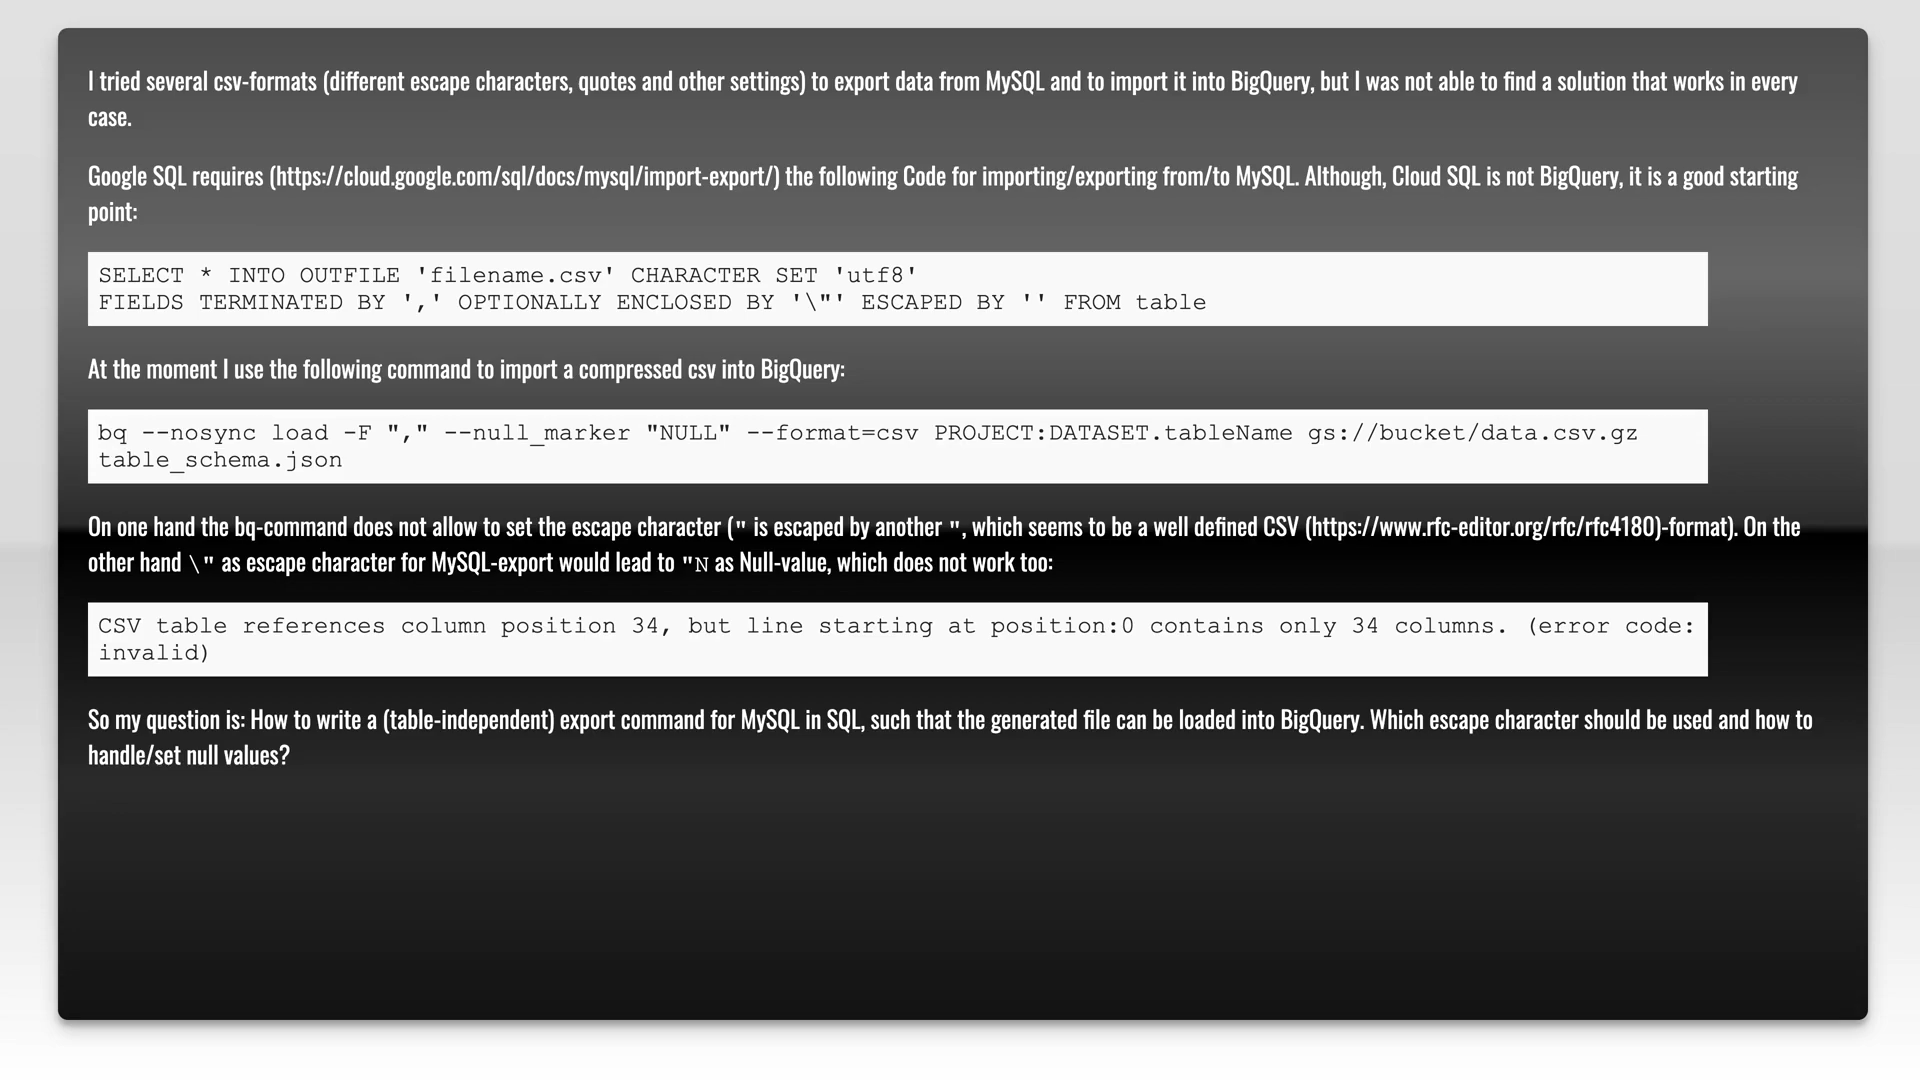 I tried several csv-formats (different escape characters, quotes and other settings) to export data from MySQL and to import it into BigQuery, but I was not able to find a solution that works in every
case.
Google SQL requires (https://cloud.google.com/sql/docs/mysql/import-export/) the following Code for importing/exporting from/to MySQL. Although, Cloud SQL is not BigQuery, it is a good starting
point:
SELECT * INTO OUTFILE 'filename.csv' CHARACTER SET 'utf8'
FIELDS TERMINATED BY ',' OPTIONALLY ENCLOSED BY '\"' ESCAPED BY '' FROM table
At the moment I use the following command to import a compressed csv into BigQuery:
bq --nosync load -F "," --null_marker "NULL" --format=csv PROJECT:DATASET.tableName gs://bucket/data.csv.gz
table_schema.json
On one hand the bq-command does not allow to set the escape character (" is escaped by another ", which seems to be a well defined CSV (https://www.rfc-editor.org/rfc/rfc4180)-format). On the
other hand \" as escape character for MySQL-export would lead to "N as Null-value, which does not work too:
CSV table references column position 34, but line starting at position:0 contains only 34 columns. (error code:
invalid)
So my question is: How to write a (table-independent) export command for MySQL in SQL, such that the generated file can be loaded into BigQuery. Which escape character should be used and how to
handle/set null values?